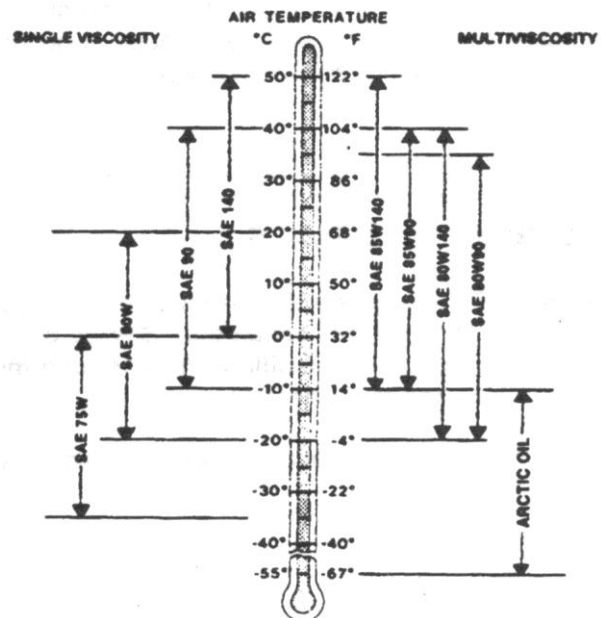 AIR TEMPERATURE
SINGLE VISCOSITY °C °F MULTIVISCOSITY
50° 122°
40° 104°
30° 86°
20° 68°
10° 50°
0° 32°
-10° 14°
-20° -4°
-30° -22°
-40° -40°
-55° -67°
SAE 75W
SAE 80W
SAE 90
SAE 140
SAE 85W140
SAE 85W90
SAE 80W140
SAE 80W90
ARCTIC OIL